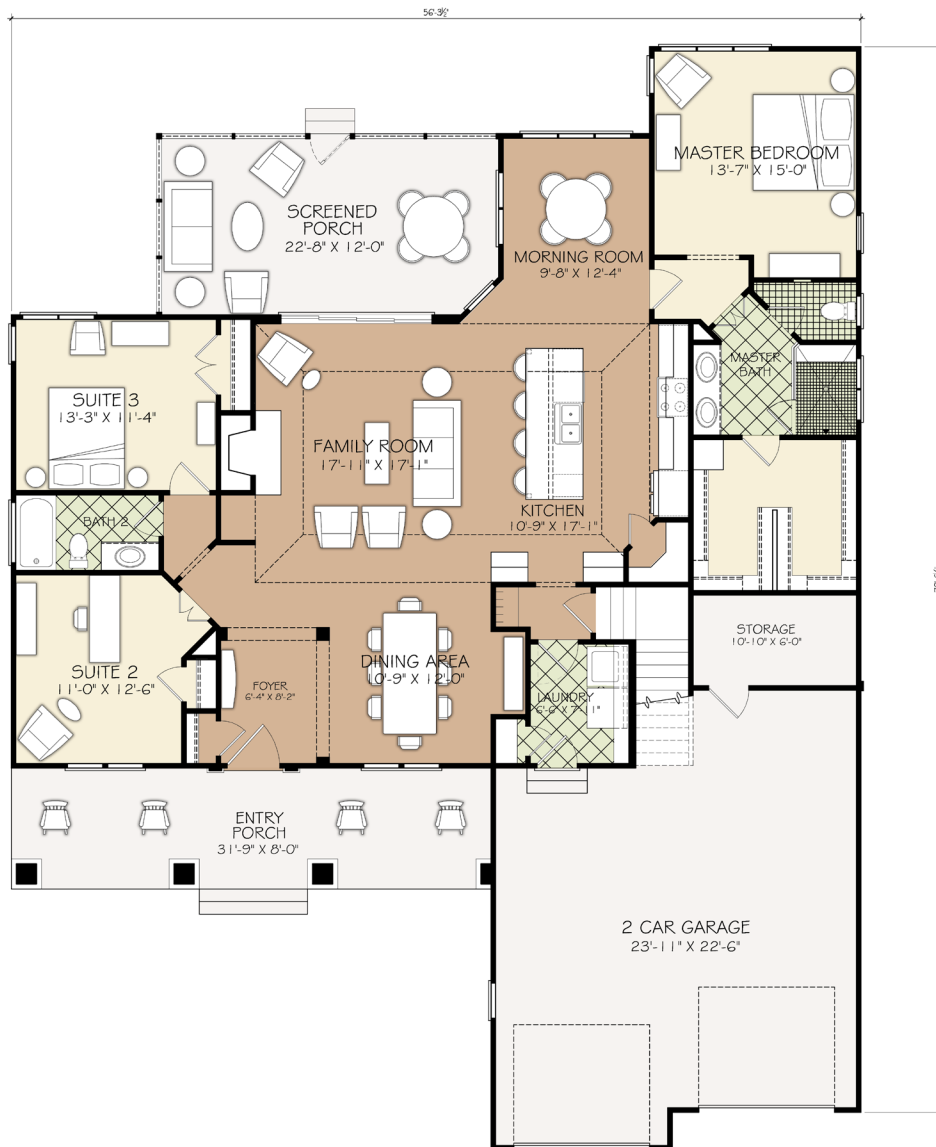 56'-3½"
MASTER BEDROOM
13'-7" X 15'-0"
SCREENED
PORCH
22'-8" X 12'-0"
MORNING ROOM
9'-8" X 12'-4"
MASTER
BATH
SUITE 3
13'-3" X 11'-4"
FAMILY ROOM
17'-11" X 17'-1"
KITCHEN
10'-9" X 17'-1"
BATH 2
STORAGE
10'-10" X 6'-0"
SUITE 2
11'-0" X 12'-6"
FOYER
6'-4" X 8'-2"
DINING AREA
10'-9" X 12'-0"
LAUNDRY
6'-6" X 7'-11"
ENTRY
PORCH
31'-9" X 8'-0"
2 CAR GARAGE
23'-11" X 22'-6"